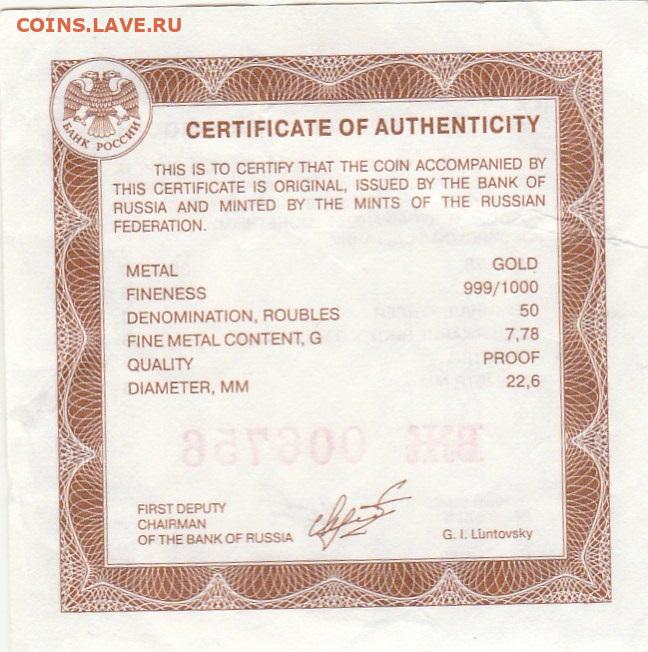 COINS.LAVE.RU
БАНК РОССИИ
CERTIFICATE OF AUTHENTICITY
THIS IS TO CERTIFY THAT THE COIN ACCOMPANIED BY
THIS CERTIFICATE IS ORIGINAL, ISSUED BY THE BANK OF
RUSSIA AND MINTED BY THE MINTS OF THE RUSSIAN
FEDERATION.
METAL GOLD
FINENESS 999/1000
DENOMINATION, ROUBLES 50
FINE METAL CONTENT, G 7,78
QUALITY PROOF
DIAMETER, MM 22,6
006756
FIRST DEPUTY
CHAIRMAN
OF THE BANK OF RUSSIA
G. I. Luntovsky